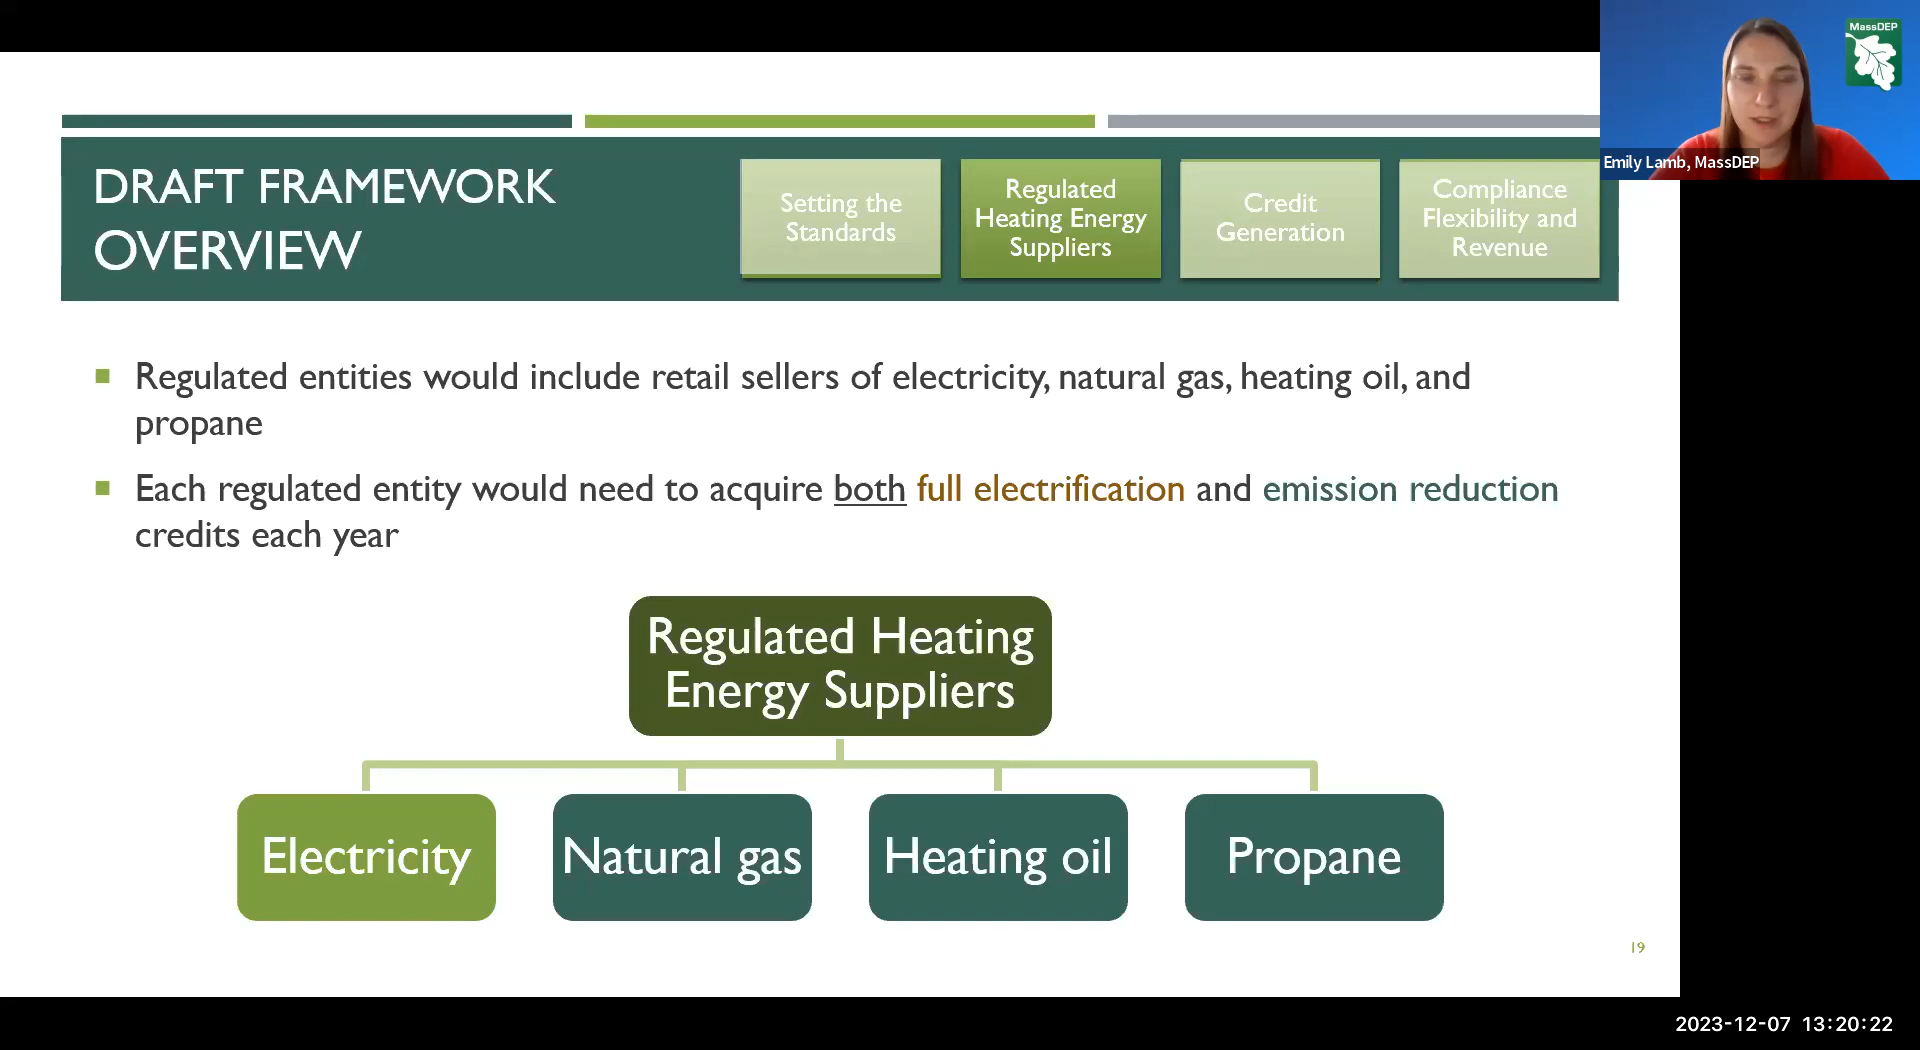 MassDEP
Emily Lamb, MassDEP
DRAFT FRAMEWORK
OVERVIEW
Setting the
Standards
Regulated
Heating Energy
Suppliers
Credit
Generation
Compliance
Flexibility and
Revenue
Regulated entities would include retail sellers of electricity, natural gas, heating oil, and
propane
Each regulated entity would need to acquire both full electrification and emission reduction
credits each year
Regulated Heating
Energy Suppliers
Electricity
Natural gas
Heating oil
Propane
19
2023-12-07 13:20:22